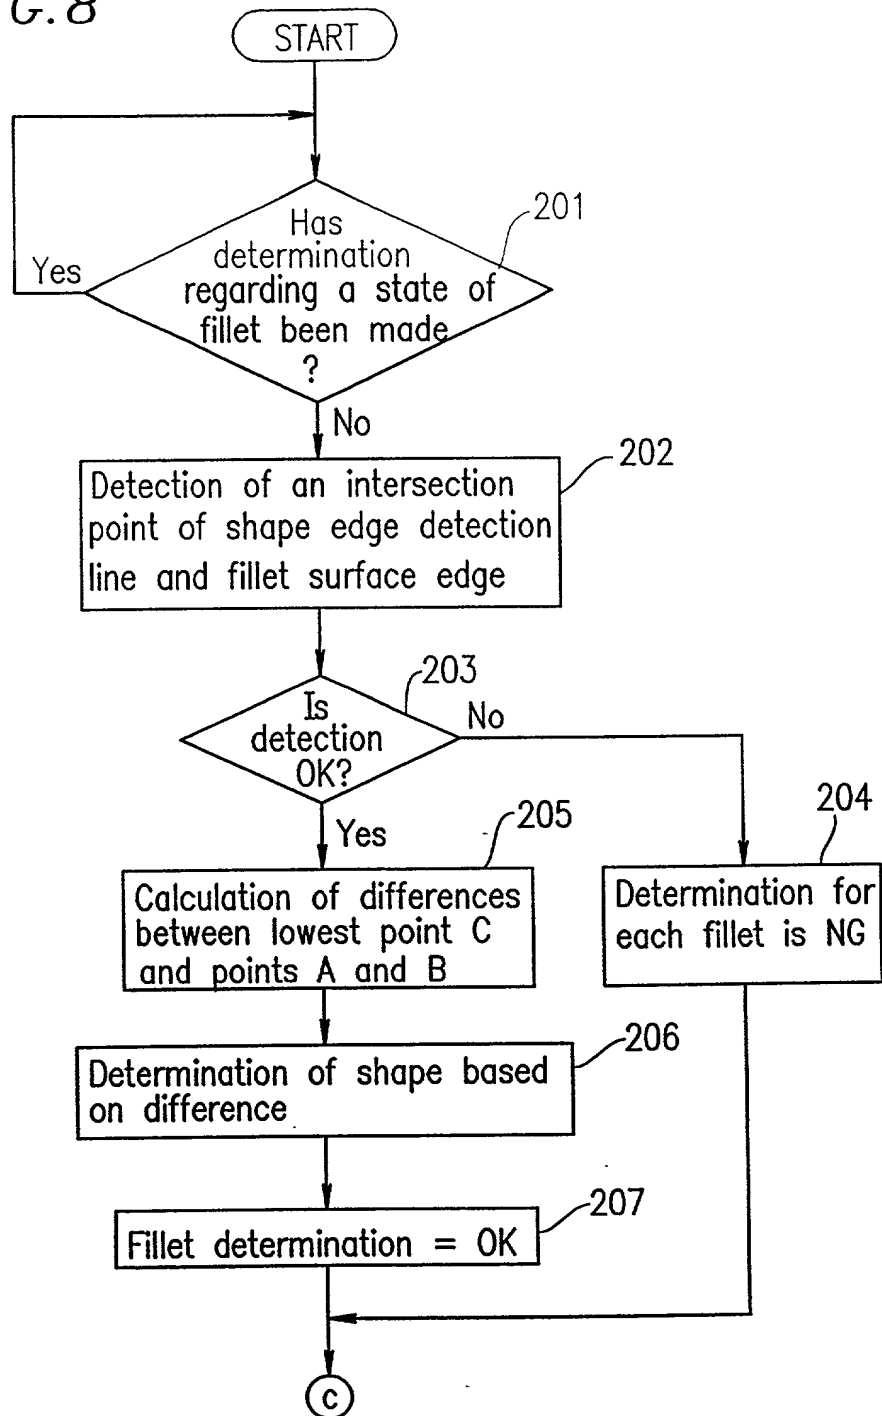 G. 8
START
201
Has
determination
regarding a state of
fillet been made
?
Yes
No
202
Detection of an intersection
point of shape edge detection
line and fillet surface edge
203
Is
detection
OK?
No
Yes
204
Determination for
each fillet is NG
205
Calculation of differences
between lowest point C
and points A and B
206
Determination of shape based
on difference
207
Fillet determination = OK
c